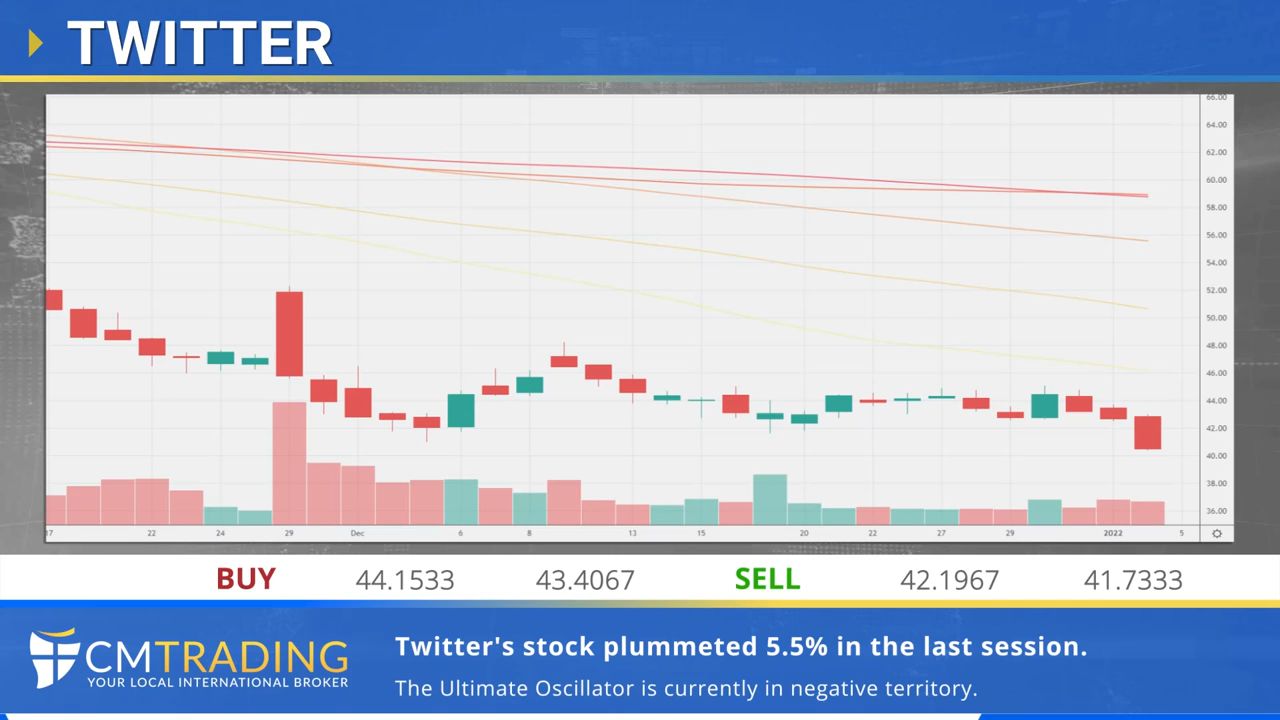 TWITTER
66.00
64.00
62.00
60.00
58.00
56.00
54.00
52.00
50.00
48.00
46.00
44.00
42.00
40.00
38.00
36.00
17 22 24 29 Dec 6 8 13 15 20 22 27 29 2022 5
BUY 44.1533 43.4067 SELL 42.1967 41.7333
CMTRADING
YOUR LOCAL INTERNATIONAL BROKER
Twitter's stock plummeted 5.5% in the last session.
The Ultimate Oscillator is currently in negative territory.